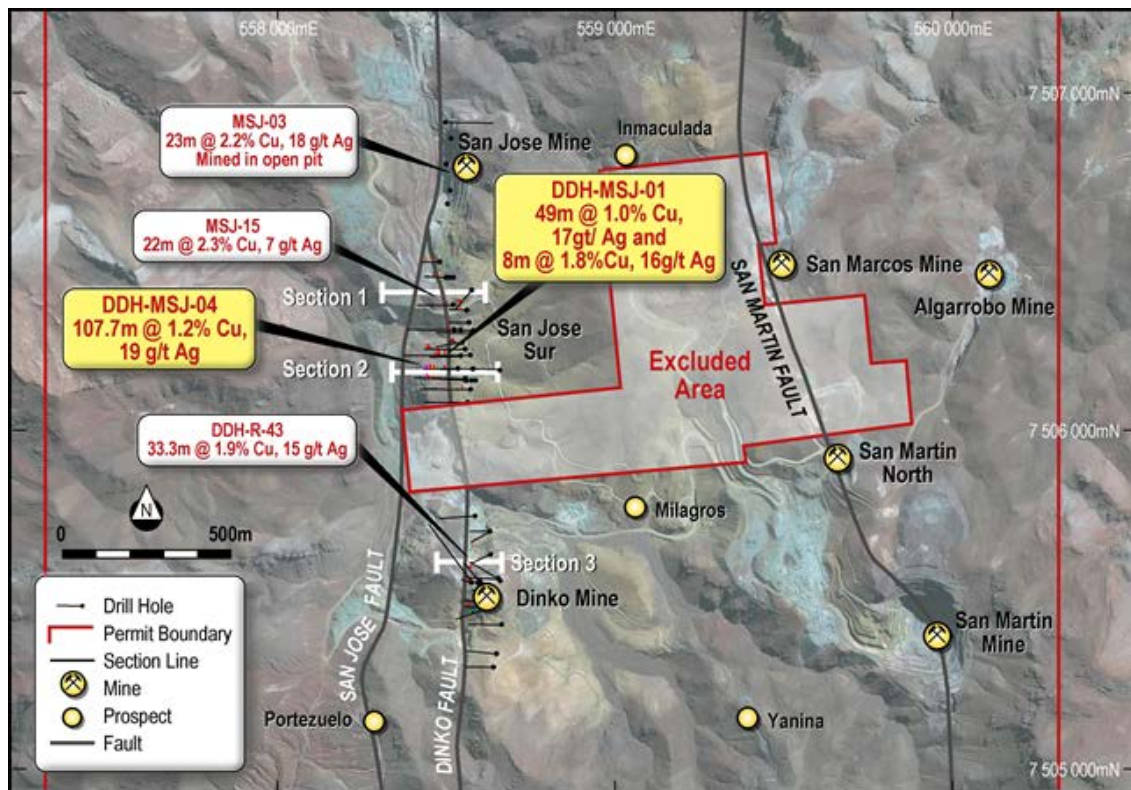 558 000mE
559 000mE
560 000mE
7 507 000mN
MSJ-03
23m @ 2.2% Cu, 18 g/t Ag
Mined in open pit
San Jose Mine
Inmaculada
DDH-MSJ-01
49m @ 1.0% Cu,
17gt/ Ag and
8m @ 1.8%Cu, 16g/t Ag
MSJ-15
22m @ 2.3% Cu, 7 g/t Ag
San Marcos Mine
Algarrobo Mine
SAN MARTIN FAULT
Section 1
DDH-MSJ-04
107.7m @ 1.2% Cu,
19 g/t Ag
San Jose
Sur
Section 2
Excluded
Area
DDH-R-43
33.3m @ 1.9% Cu, 15 g/t Ag
7 506 000mN
San Martin
North
N
0
500m
Milagros
Section 3
Dinko Mine
SAN JOSE FAULT
DINKO FAULT
San Martin
Mine
Portezuelo
Yanina
Drill Hole
Permit Boundary
Section Line
Mine
Prospect
Fault
7 505 000mN